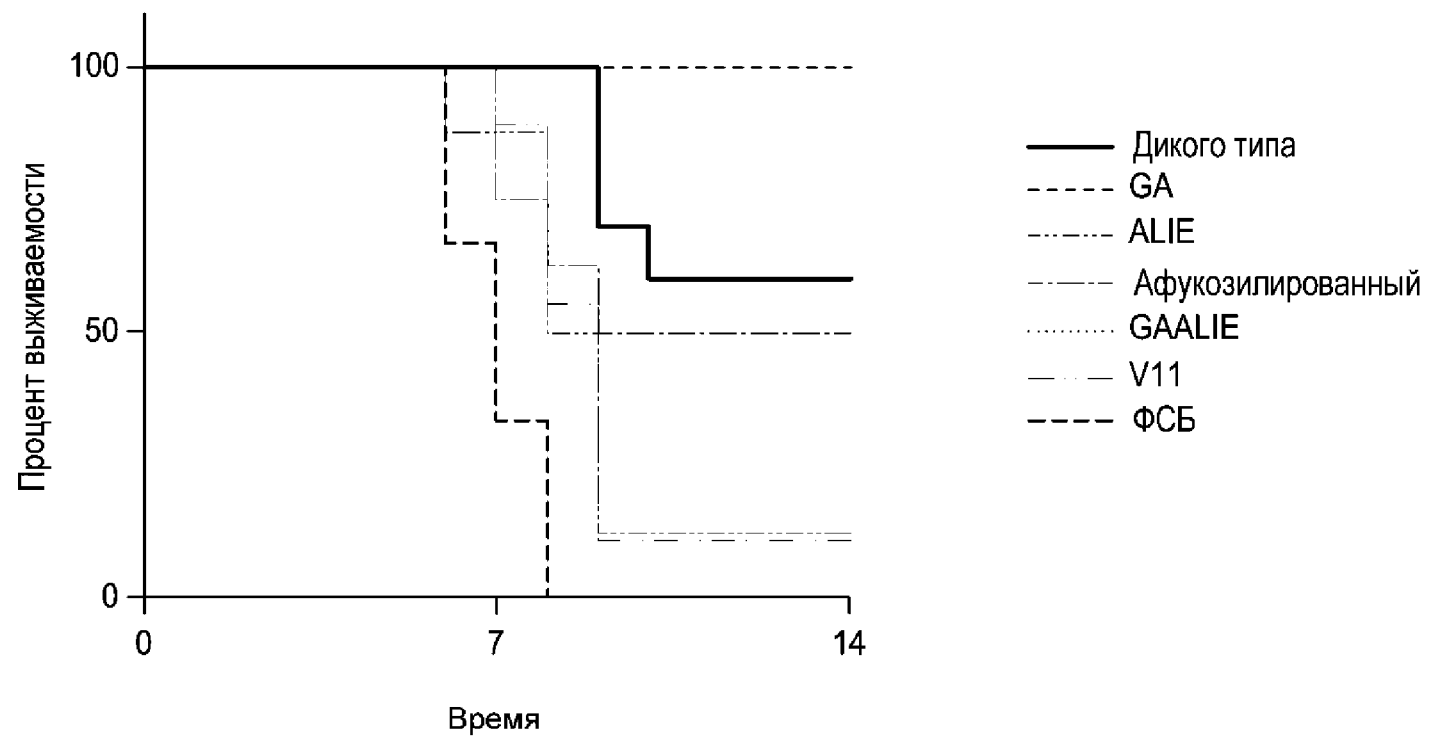 Процент выживаемости
100
50
0
0
7
14
Время
Дикого типа
GA
ALIE
Афукозилированный
GAALIE
V11
ФСБ